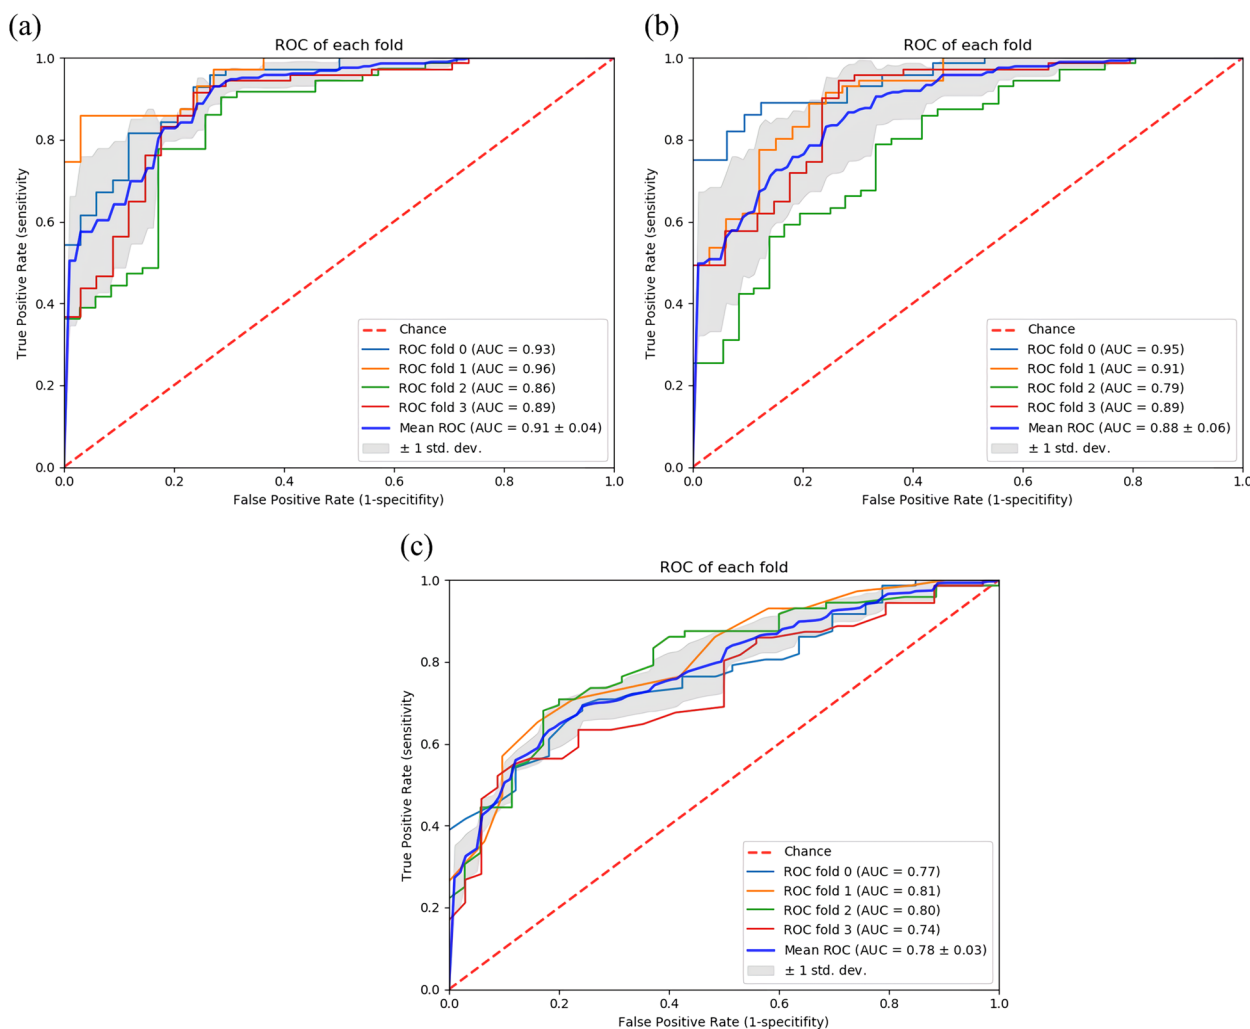 (a)
ROC of each fold
True Positive Rate (sensitivity
1.0
0.8
0.6
0.4
0.2
0.0
Chance
ROC fold 0 (AUC = 0.93)
ROC fold 1 (AUC = 0.96)
ROC fold 2 (AUC = 0.86)
ROC fold 3 (AUC = 0.89)
Mean ROC (AUC = 0.91 ± 0.04)
± 1 std. dev.
0.0 0.2 0.4 0.6 0.8 1.0
False Positive Rate (1-specitifity)
(b)
ROC of each fold
True Positive Rate (sensitivity
1.0
0.8
0.6
0.4
0.2
0.0
Chance
ROC fold 0 (AUC = 0.95)
ROC fold 1 (AUC = 0.91)
ROC fold 2 (AUC = 0.79)
ROC fold 3 (AUC = 0.89)
Mean ROC (AUC = 0.88 ± 0.06)
± 1 std. dev.
0.0 0.2 0.4 0.6 0.8 1.0
False Positive Rate (1-specitifity)
(c)
ROC of each fold
True Positive Rate (sensitivity
1.0
0.8
0.6
0.4
0.2
0.0
Chance
ROC fold 0 (AUC = 0.77)
ROC fold 1 (AUC = 0.81)
ROC fold 2 (AUC = 0.80)
ROC fold 3 (AUC = 0.74)
Mean ROC (AUC = 0.78 ± 0.03)
± 1 std. dev.
0.0 0.2 0.4 0.6 0.8 1.0
False Positive Rate (1-specitifity)